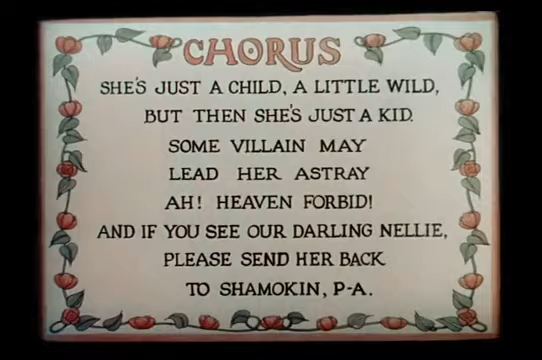 CHORUS
SHE'S JUST A CHILD, A LITTLE WILD,
BUT THEN SHE'S JUST A KID.
SOME VILLAIN MAY
LEAD HER ASTRAY
AH! HEAVEN FORBID!
AND IF YOU SEE OUR DARLING NELLIE,
PLEASE SEND HER BACK
TO SHAMOKIN, P-A.